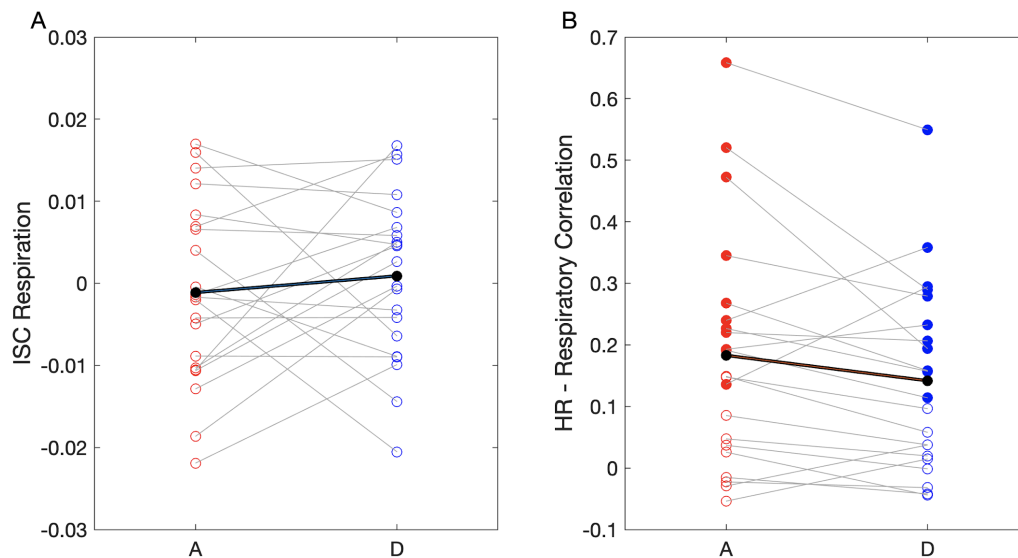 A
ISC Respiration
0.03
0.02
0.01
0
-0.01
-0.02
-0.03
A
D
B
HR - Respiratory Correlation
0.7
0.6
0.5
0.4
0.3
0.2
0.1
0
-0.1
A
D